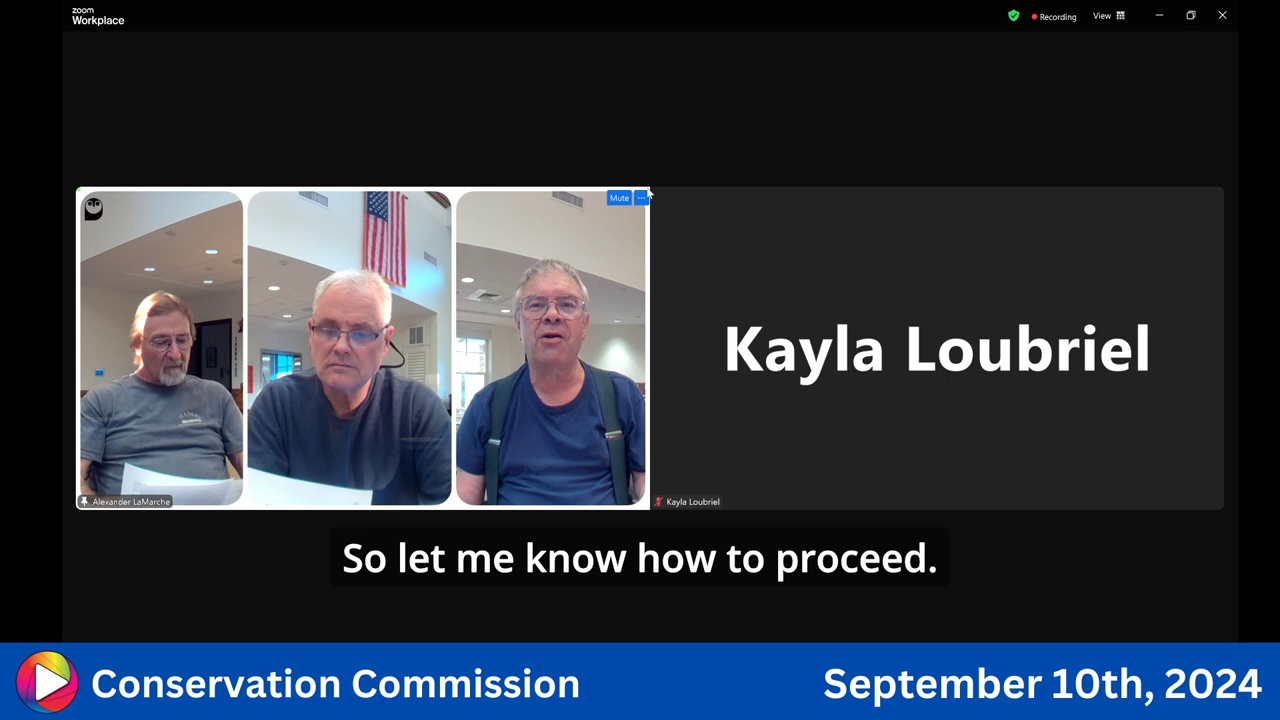 zoom
Workplace
Recording
View
Mute
Alexander LaMarche
Kayla Loubriel
Kayla Loubriel
So let me know how to proceed.
Conservation Commission
September 10th, 2024